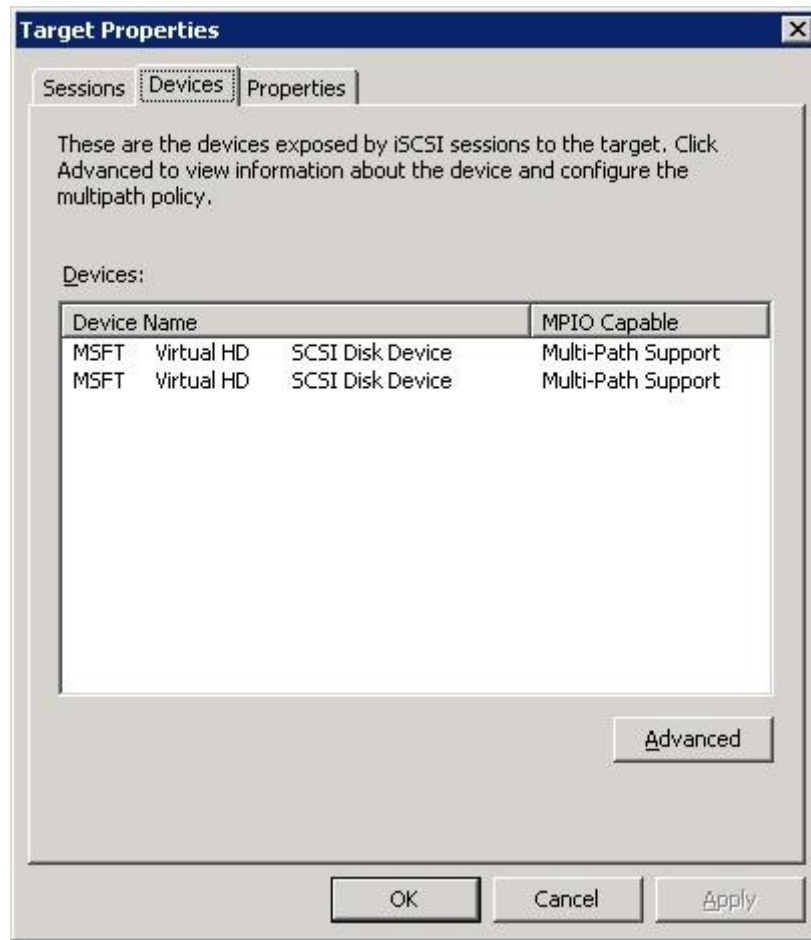 Target Properties
Sessions Devices Properties
These are the devices exposed by iSCSI sessions to the target. Click
Advanced to view information about the device and configure the
multipath policy.
Devices:
Device Name MPIO Capable
MSFT Virtual HD SCSI Disk Device Multi-Path Support
MSFT Virtual HD SCSI Disk Device Multi-Path Support
Advanced
OK Cancel Apply